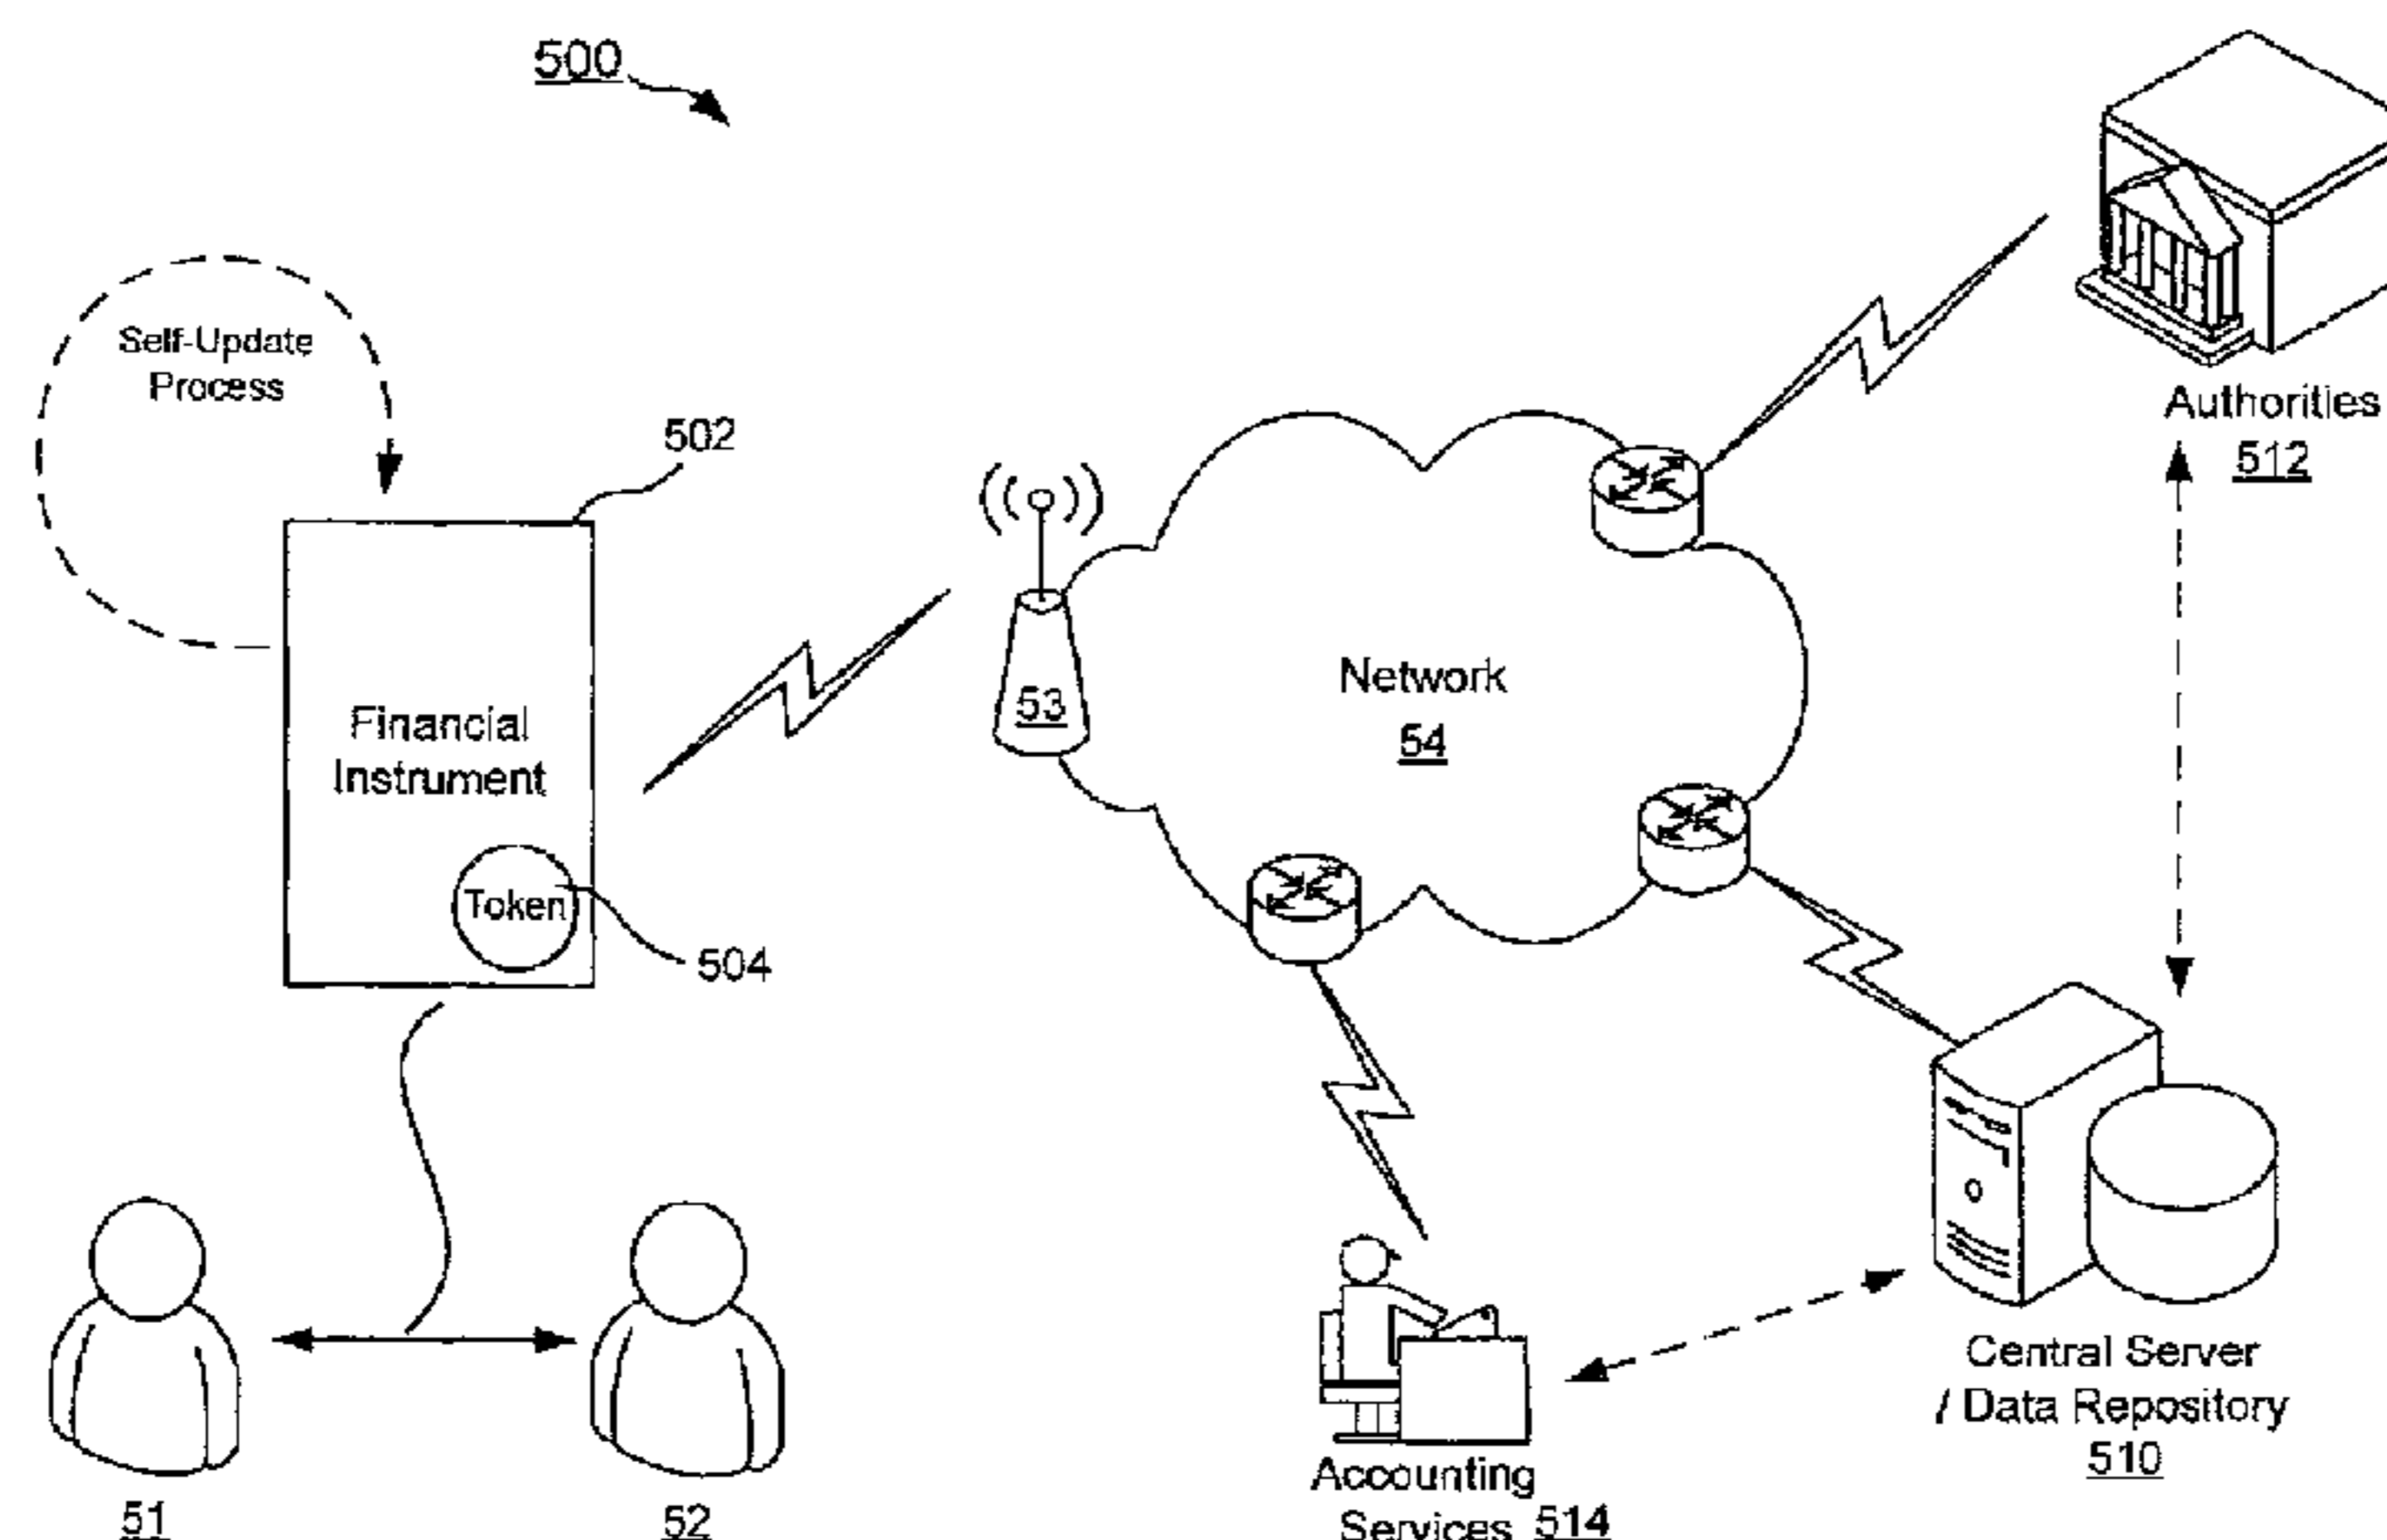 500
Self-Update
Process
502
Authorities
512
Financial
Instrument
53
Network
54
Token
504
Central Server
/ Data Repository
510
Accounting
Services 514
51
52